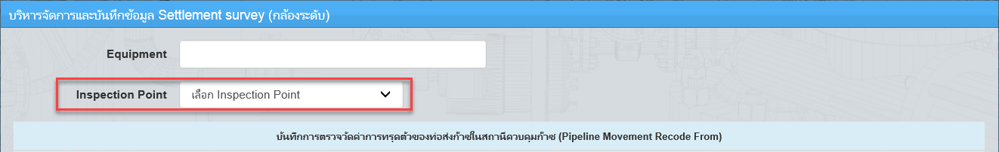 บริหารจัดการและบันทึกข้อมูล Settlement survey (กล้องระดับ)
Equipment
Inspection Point เลือก Inspection Point
บันทึกการตรวจวัดค่าการทรุดตัวของท่อส่งก๊าซในสถานีควบคุมก๊าซ (Pipeline Movement Recode From)